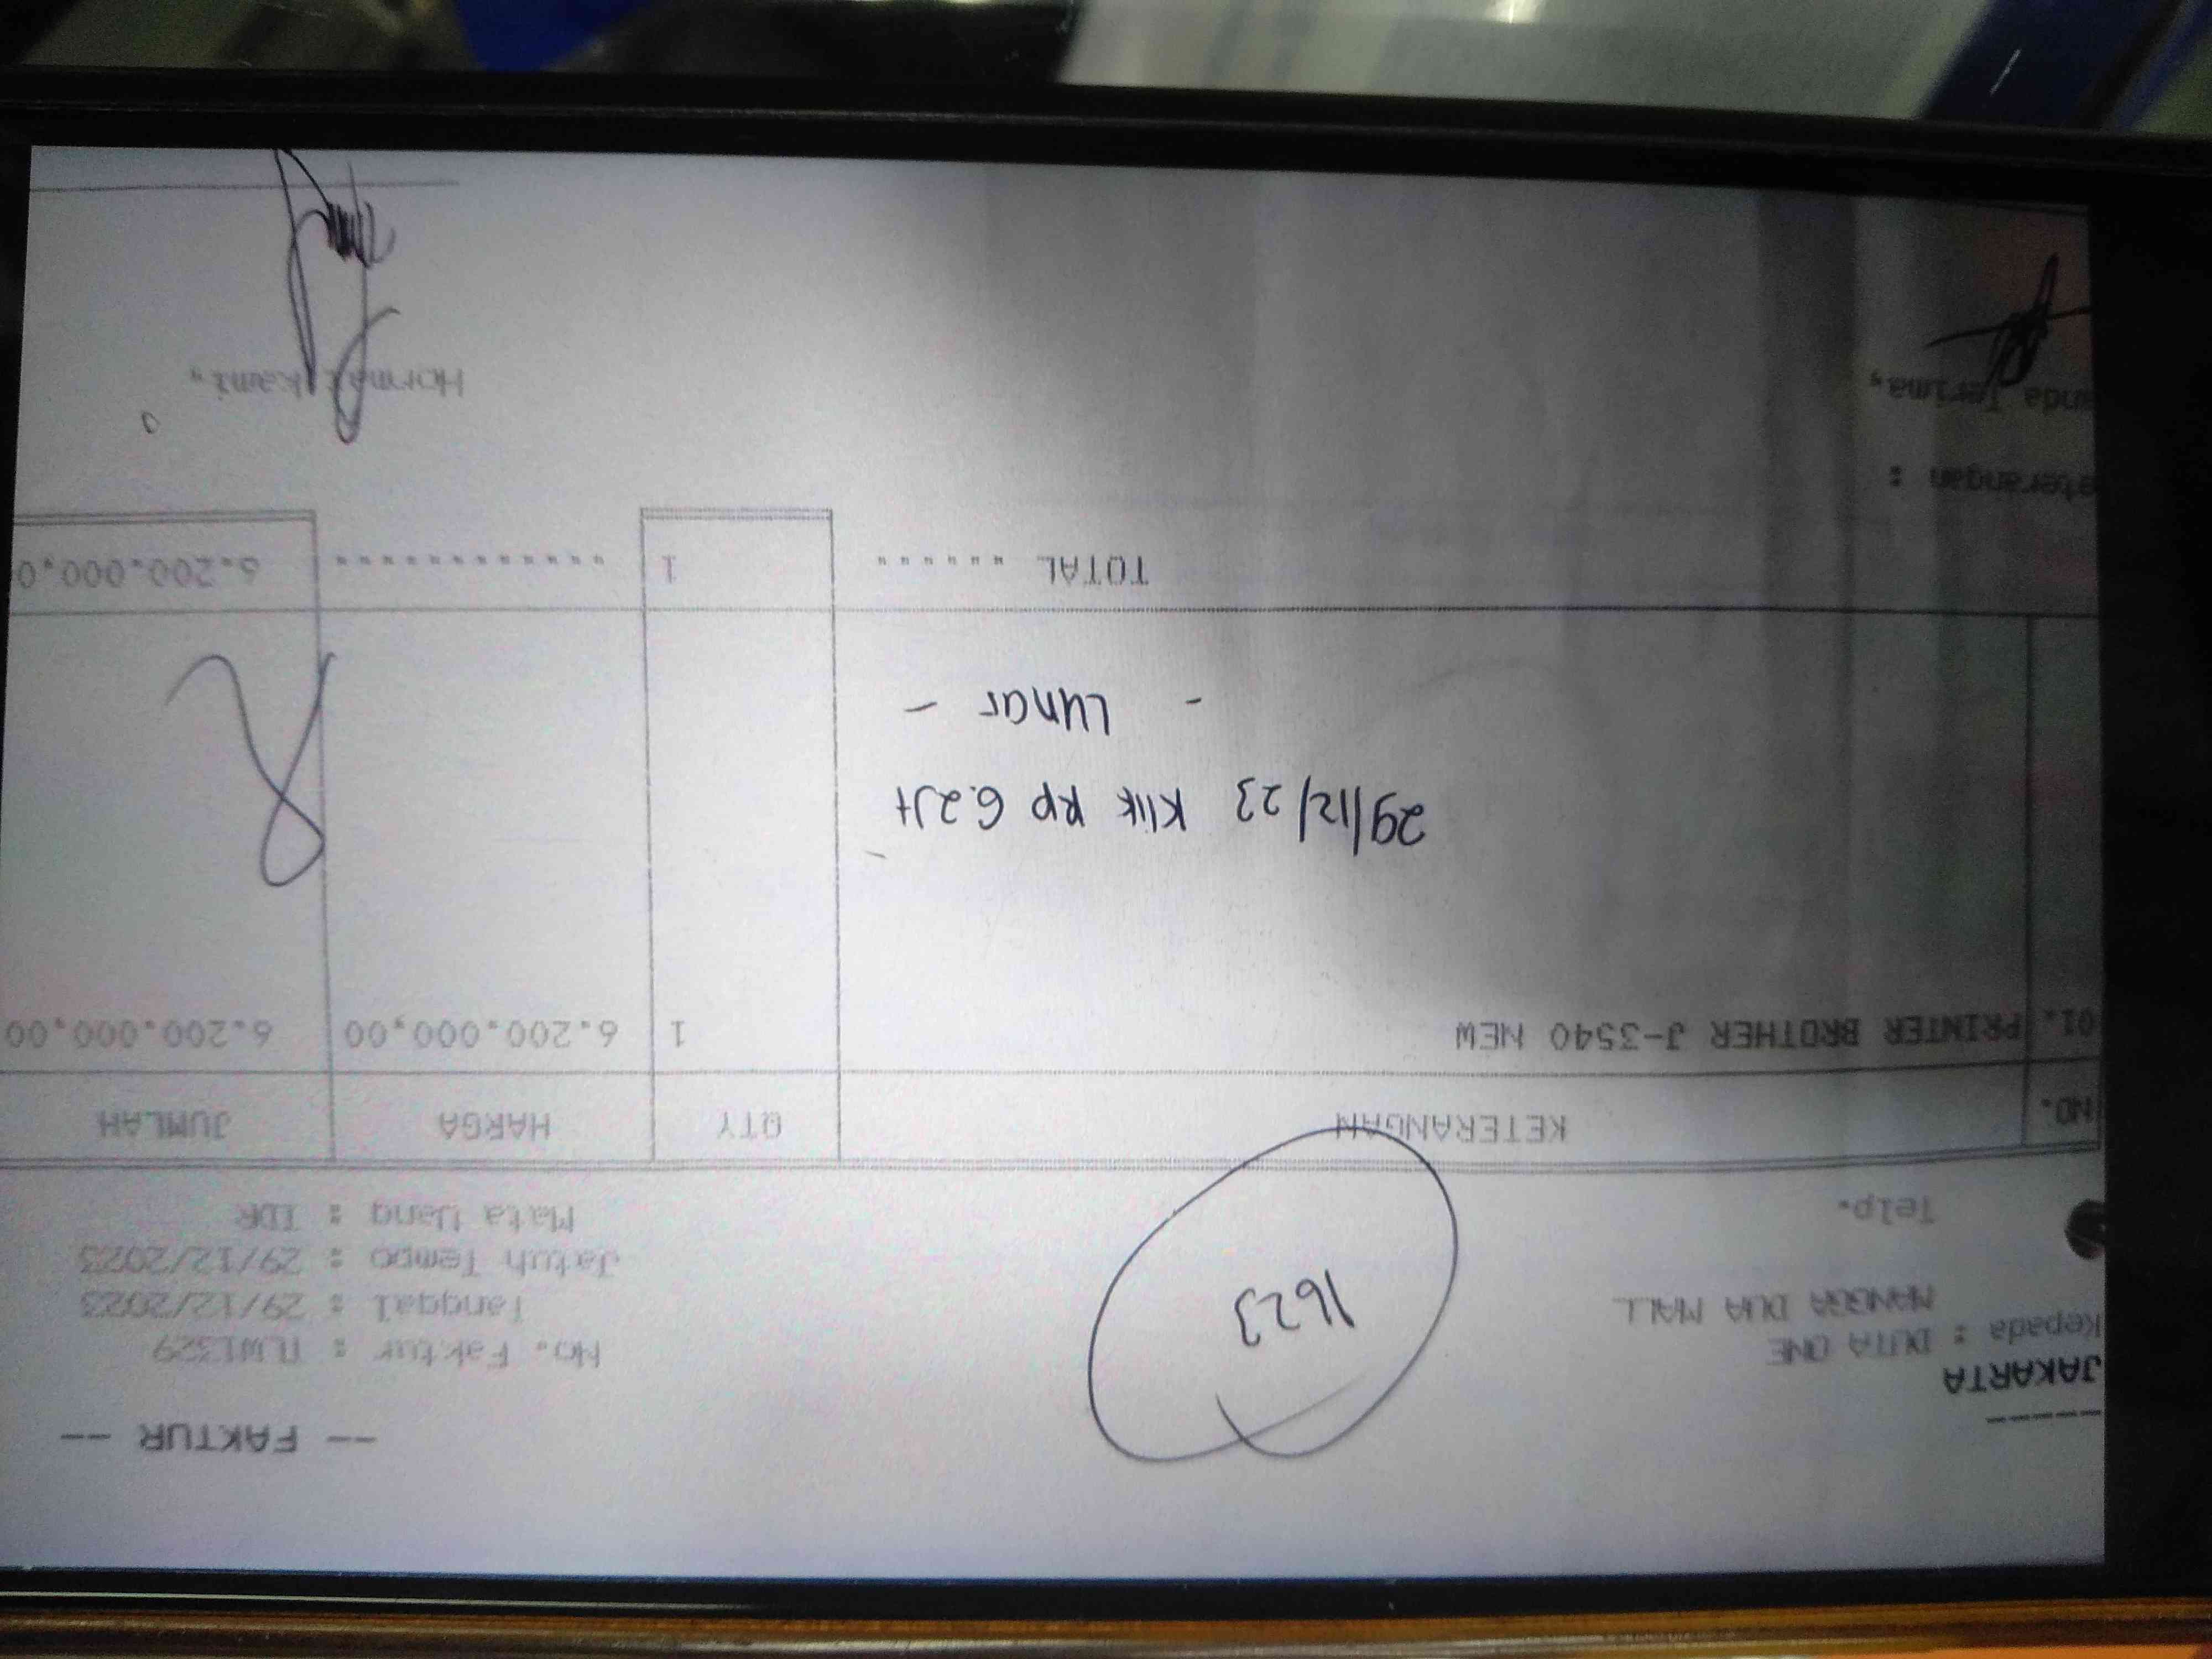 -- FAKTUR --
JAKARTA
Kepada : DUTA ONE
MANGGA DUA MALL
Telp.
No. Faktur :
Tanggal : 29/12/2023
Jatuh Tempo : 29/12/2023
Mata Uang : IDR
1623
NO. KETERANGAN QTY HARGA JUMLAH
01. PRINTER BROTHER J-3540 NEW 1 6.200.000,00 6.200.000,00
29/12/23 Klik Rp 6.2Jt
- Lunas -
TOTAL ...... 1 ............. 6.200.000,0
eterangan :
anda Terima,
Hormat kami,